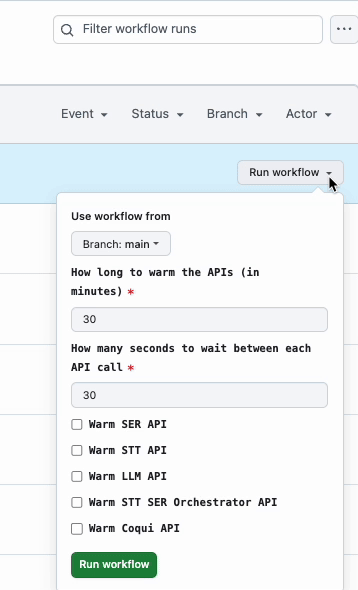 Filter workflow runs
...
Event
Status
Branch
Actor
Run workflow
Use workflow from
Branch: main
How long to warm the APIs (in
minutes) *
30
How many seconds to wait between each
API call *
30
Warm SER API
Warm STT API
Warm LLM API
Warm STT SER Orchestrator API
Warm Coqui API
Run workflow